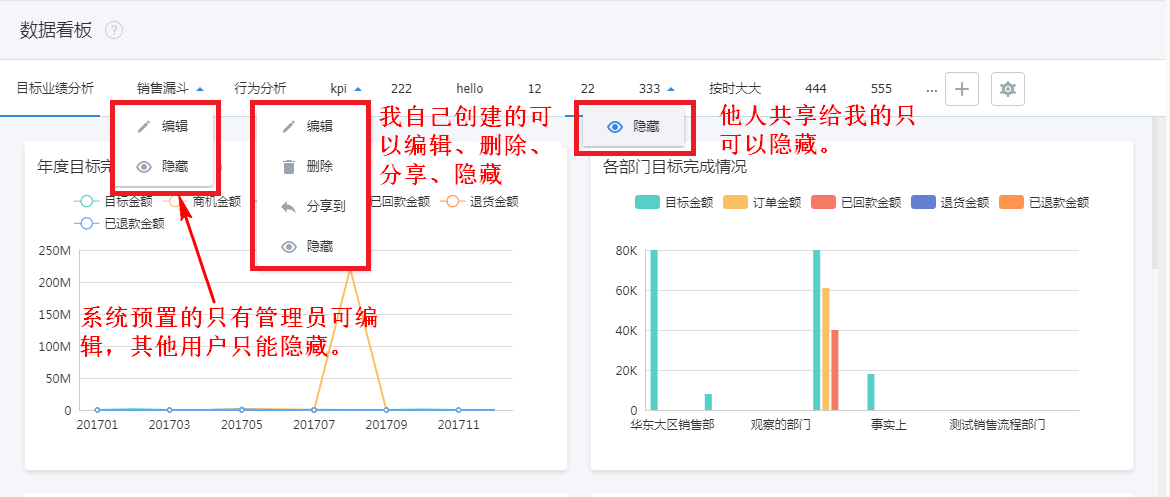 数据看板 ?
目标业绩分析 销售漏斗 行为分析 kpi 222 hello 12 22 333 按时大大 444 555 ...
编辑
隐藏
编辑
删除
分享到
隐藏
我自己创建的可
以编辑、删除、
分享、隐藏
隐藏
他人共享给我的只
可以隐藏。
年度目标完
目标金额 商机金额 已回款金额 退货金额
已退款金额
250M
200M
150M
100M
50M
0
201701 201703 201705 201707 201709 201711
系统预置的只有管理员可编
辑，其他用户只能隐藏。
各部门目标完成情况
目标金额 订单金额 已回款金额 退货金额 已退款金额
80K
60K
40K
20K
0
华东大区销售部 观察的部门 事实上 测试销售流程部门